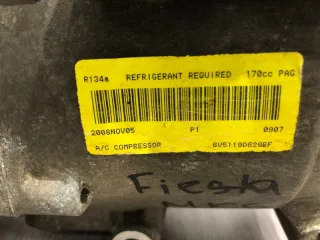 R134a REFRIGERANT REQUIRED 170cc PAG
2008NOV05 P1 0907
A/C COMPRESSOR 8V5119D629EF
Fiesta